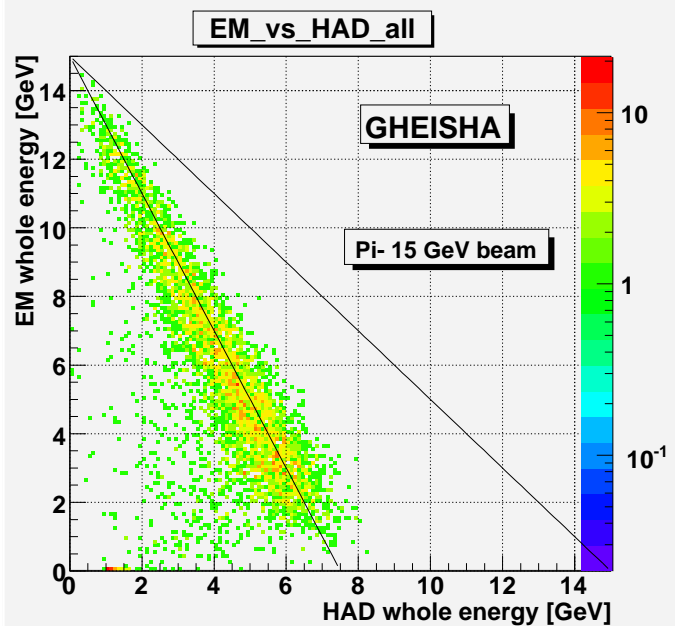 EM_vs_HAD_all
EM whole energy [GeV]
14
12
10
8
6
4
2
0
GHEISHA
Pi- 15 GeV beam
10
1
10-1
0 2 4 6 8 10 12 14
HAD whole energy [GeV]